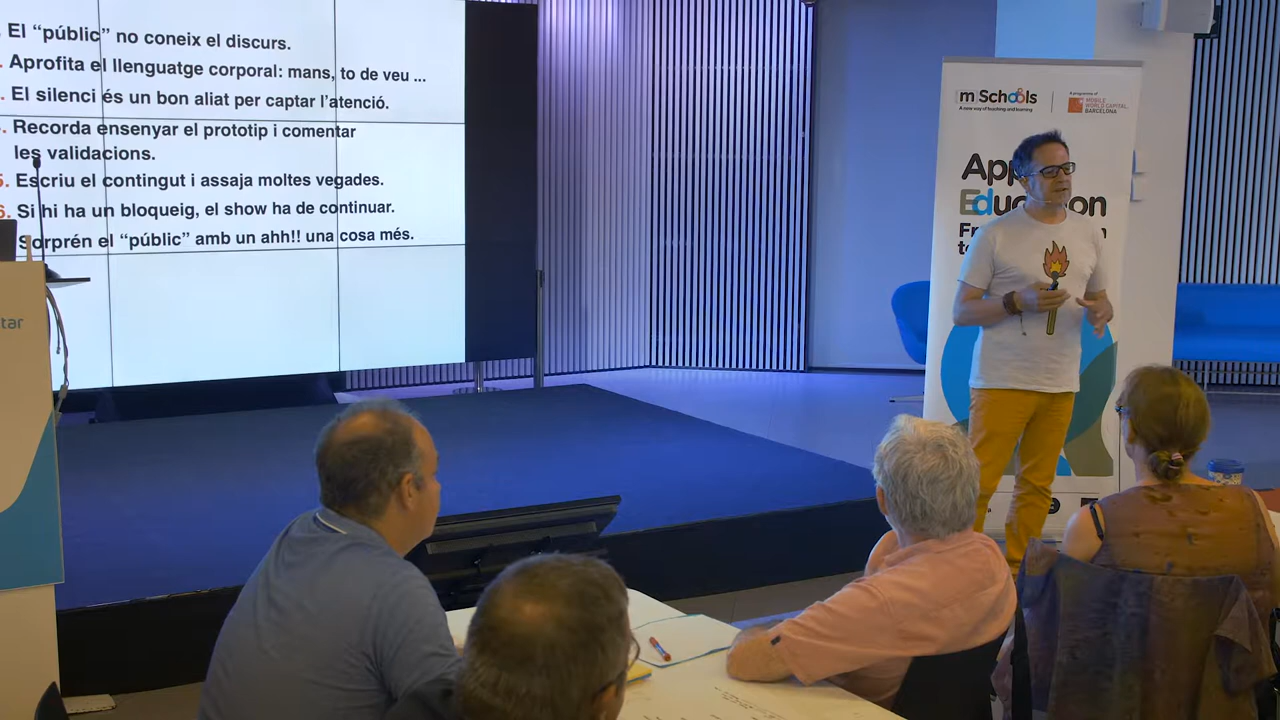 El “públic” no coneix el discurs.
Aprofita el llenguatge corporal: mans, to de veu ...
El silenci és un bon aliat per captar l’atenció.
Recorda ensenyar el prototip i comentar
les validacions.
5. Escriu el contingut i assaja moltes vegades.
6. Si hi ha un bloqueig, el show ha de continuar.
Sorprén el “públic” amb un ahh!! una cosa més.
tar
m Schools
A new way of teaching and learning
A programme of
MOBILE
WORLD CAPITAL
BARCELONA
App
Education